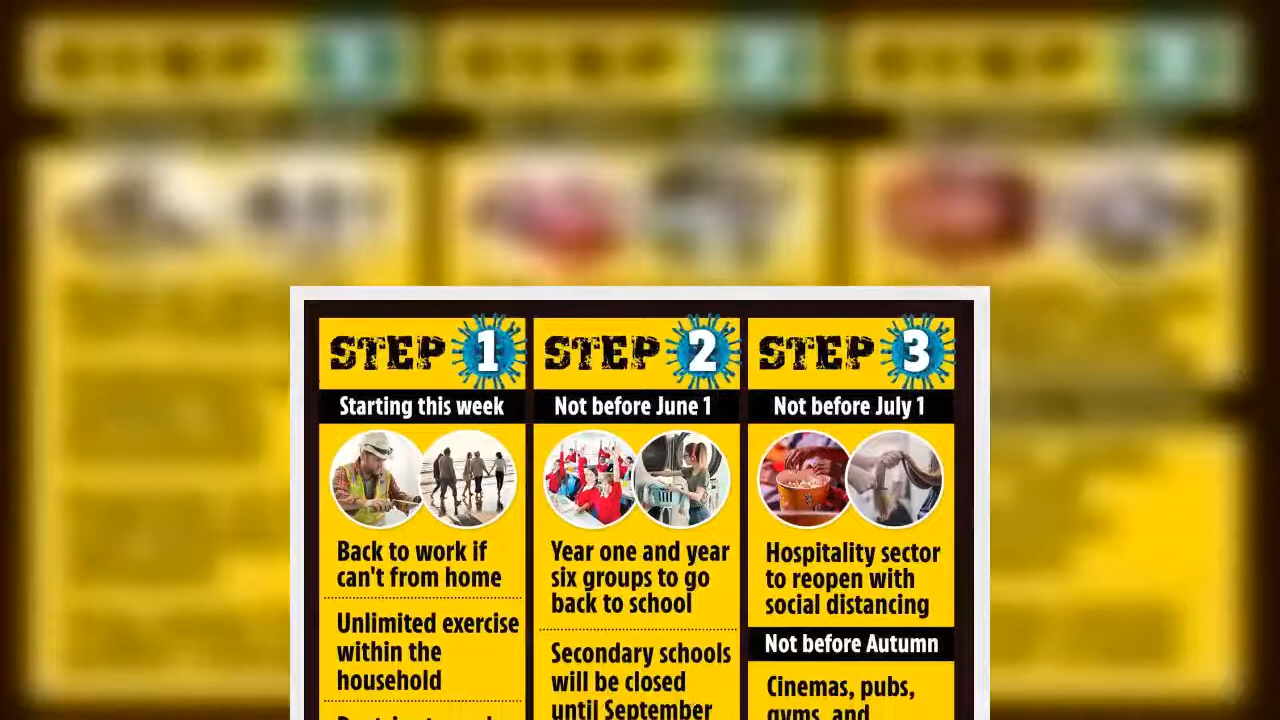 STEP 1
Starting this week
Back to work if
can't from home
Unlimited exercise
within the
household
STEP 2
Not before June 1
Year one and year
six groups to go
back to school
Secondary schools
will be closed
until September
STEP 3
Not before July 1
Hospitality sector
to reopen with
social distancing
Not before Autumn
Cinemas, pubs,
gyms, and